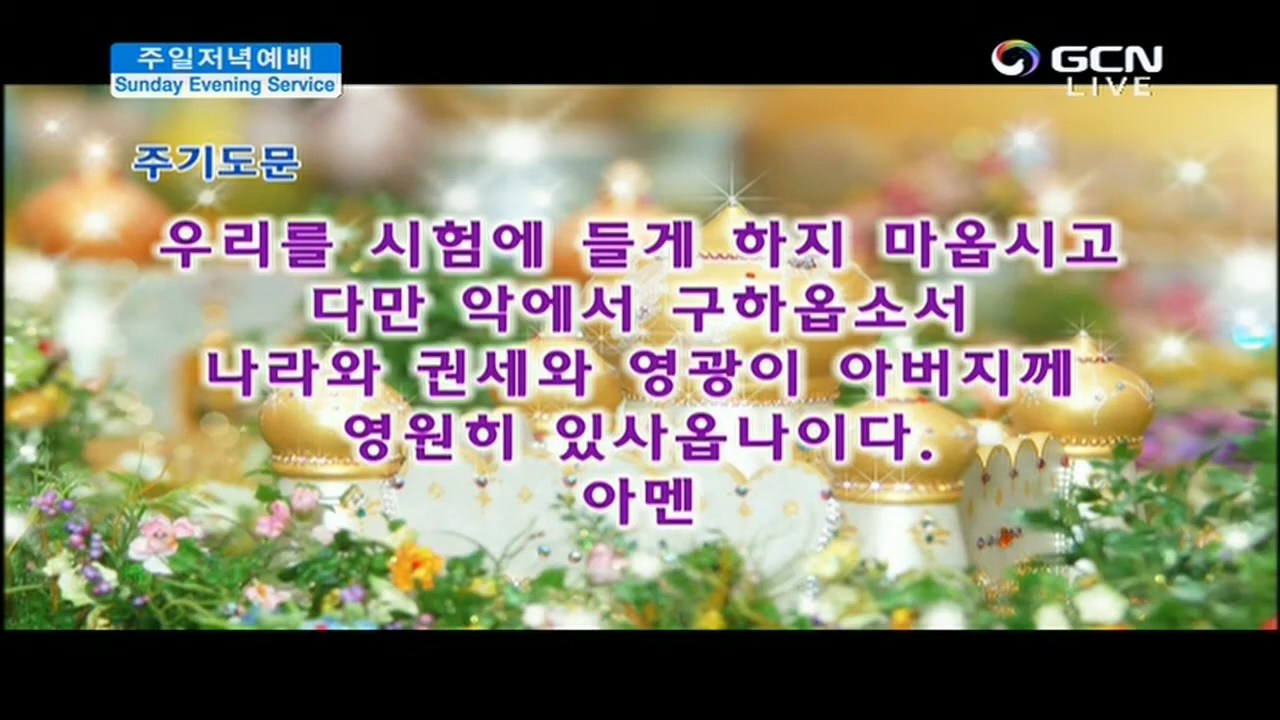 주일저녁예배
Sunday Evening Service
GCN
LIVE
주기도문
우리를 시험에 들게 하지 마옵시고
다만 악에서 구하옵소서
나라와 권세와 영광이 아버지께
영원히 있사옵나이다.
아멘